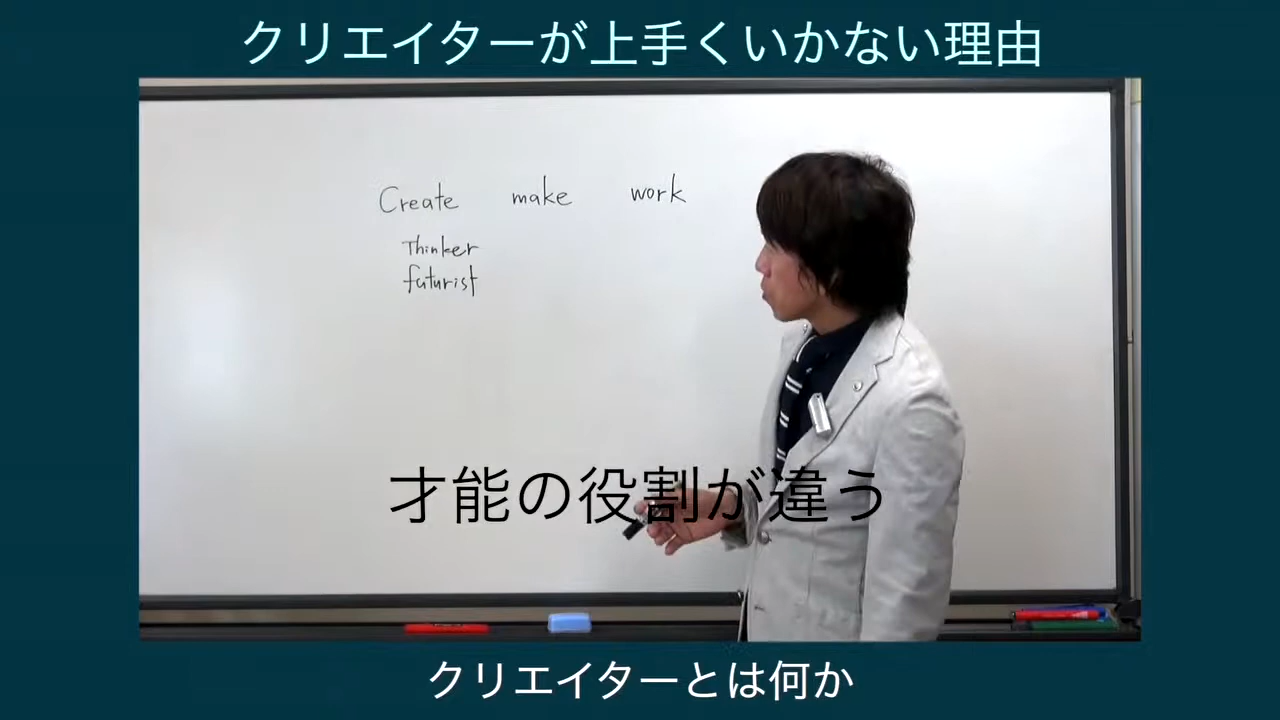 クリエイターが上手くいかない理由
Create make work
Thinker
futurist
才能の役割が違う
クリエイターとは何か